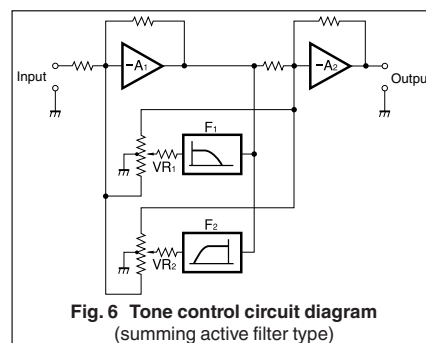 Input
–A₁
–A₂
Output
F₁
VR₁
F₂
VR₂
Fig. 6 Tone control circuit diagram
(summing active filter type)